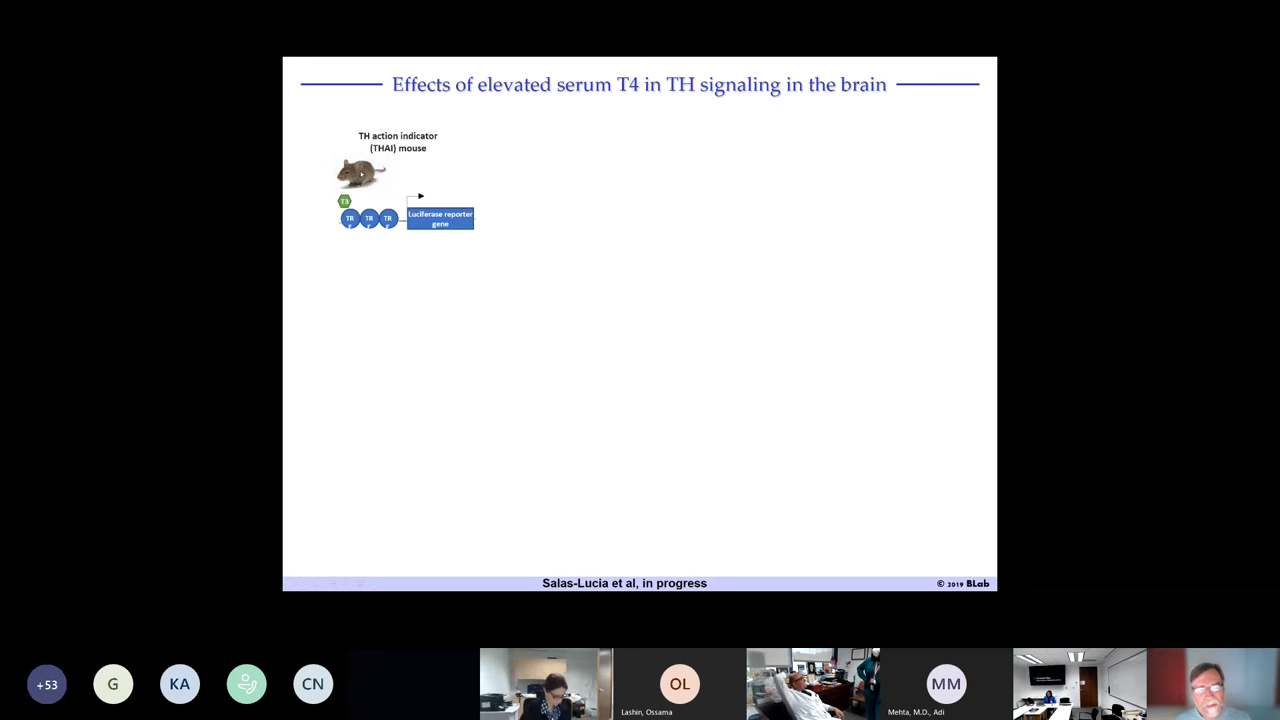 Effects of elevated serum T4 in TH signaling in the brain
TH action indicator
(THAI) mouse
T3
TR TR TR
Luciferase reporter
gene
Salas-Lucia et al, in progress
© 2019 BLab
+53
G
KA
CN
OL
Lashin, Ossama
MM
Mehta, M.D., Adi